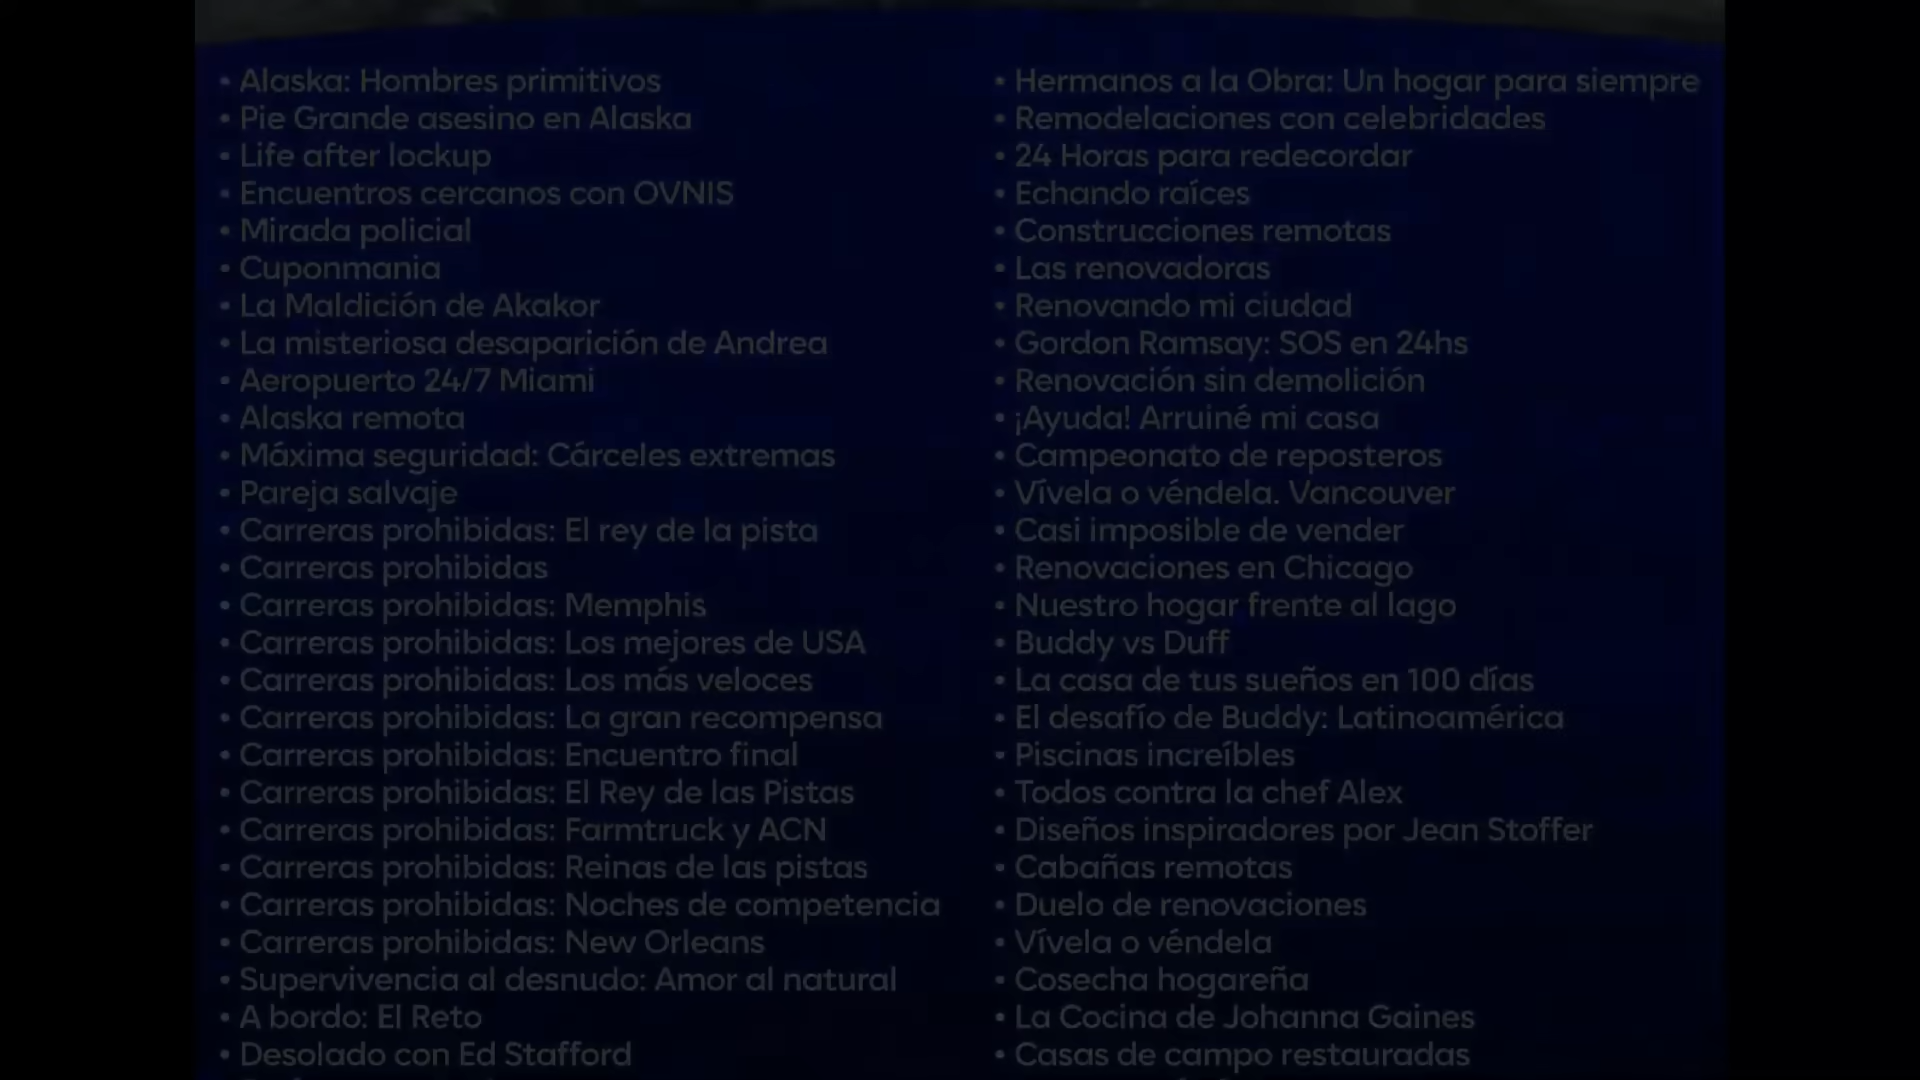 • Alaska: Hombres primitivos
• Pie Grande asesino en Alaska
• Life after lockup
• Encuentros cercanos con OVNIS
• Mirada policial
• Cuponmania
• La Maldición de Akakor
• La misteriosa desaparición de Andrea
• Aeropuerto 24/7 Miami
• Alaska remota
• Máxima seguridad: Cárceles extremas
• Pareja salvaje
• Carreras prohibidas: El rey de la pista
• Carreras prohibidas
• Carreras prohibidas: Memphis
• Carreras prohibidas: Los mejores de USA
• Carreras prohibidas: Los más veloces
• Carreras prohibidas: La gran recompensa
• Carreras prohibidas: Encuentro final
• Carreras prohibidas: El Rey de las Pistas
• Carreras prohibidas: Farmtruck y ACN
• Carreras prohibidas: Reinas de las pistas
• Carreras prohibidas: Noches de competencia
• Carreras prohibidas: New Orleans
• Supervivencia al desnudo: Amor al natural
• A bordo: El Reto
• Desolado con Ed Stafford
• Hermanos a la Obra: Un hogar para siempre
• Remodelaciones con celebridades
• 24 Horas para redecordar
• Echando raíces
• Construcciones remotas
• Las renovadoras
• Renovando mi ciudad
• Gordon Ramsay: SOS en 24hs
• Renovación sin demolición
• ¡Ayuda! Arruiné mi casa
• Campeonato de reposteros
• Vívela o véndela. Vancouver
• Casi imposible de vender
• Renovaciones en Chicago
• Nuestro hogar frente al lago
• Buddy vs Duff
• La casa de tus sueños en 100 días
• El desafío de Buddy: Latinoamérica
• Piscinas increíbles
• Todos contra la chef Alex
• Diseños inspiradores por Jean Stoffer
• Cabañas remotas
• Duelo de renovaciones
• Vívela o véndela
• Cosecha hogareña
• La Cocina de Johanna Gaines
• Casas de campo restauradas